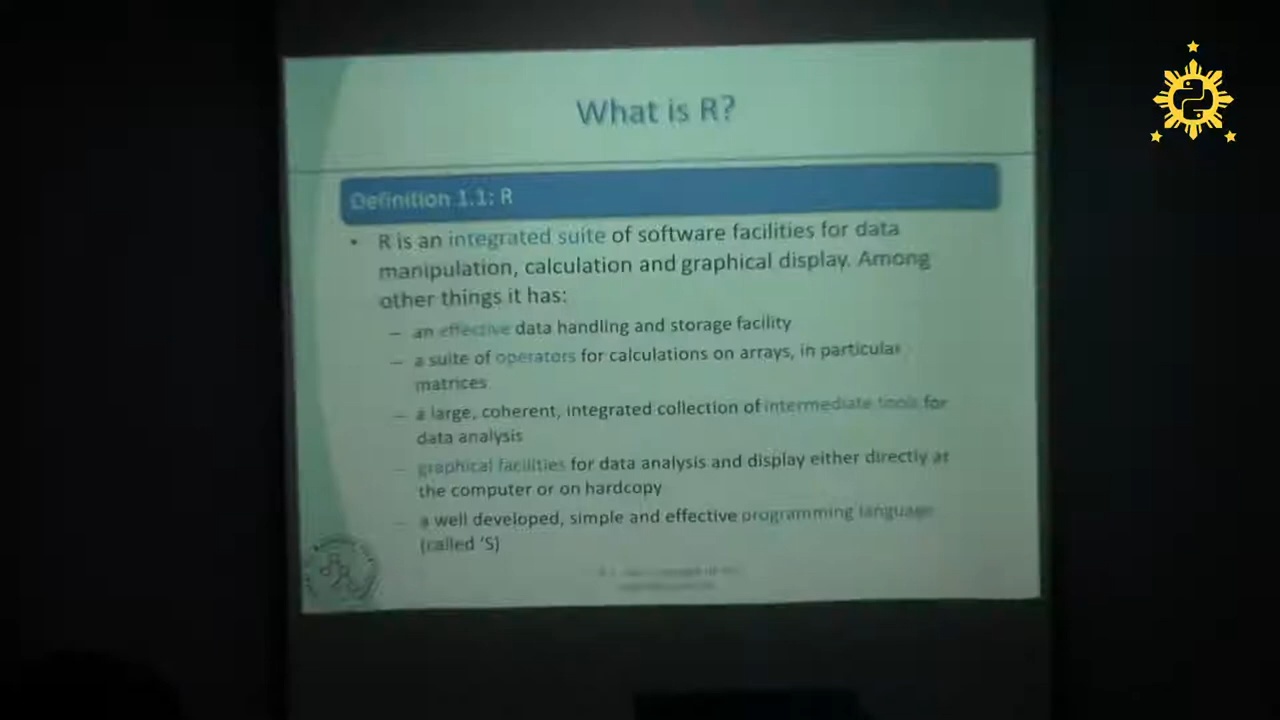 What is R?
Definition 1.1: R
• R is an integrated suite of software facilities for data
manipulation, calculation and graphical display. Among
other things it has:
– an effective data handling and storage facility
– a suite of operators for calculations on arrays, in particular
matrices
– a large, coherent, integrated collection of intermediate tools for
data analysis
– graphical facilities for data analysis and display either directly at
the computer or on hardcopy
– a well developed, simple and effective programming language
(called ‘S)